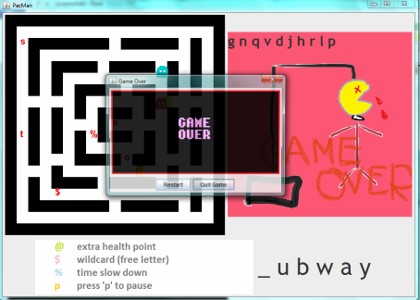 PacMan
s
g n q v d j h r l p
Game Over
GAME
OVER
t
%
Restart
Quit Game
GAME
OVER
$
@ extra health point
$ wildcard (free letter)
% time slow down
p press 'p' to pause
_ u b w a y